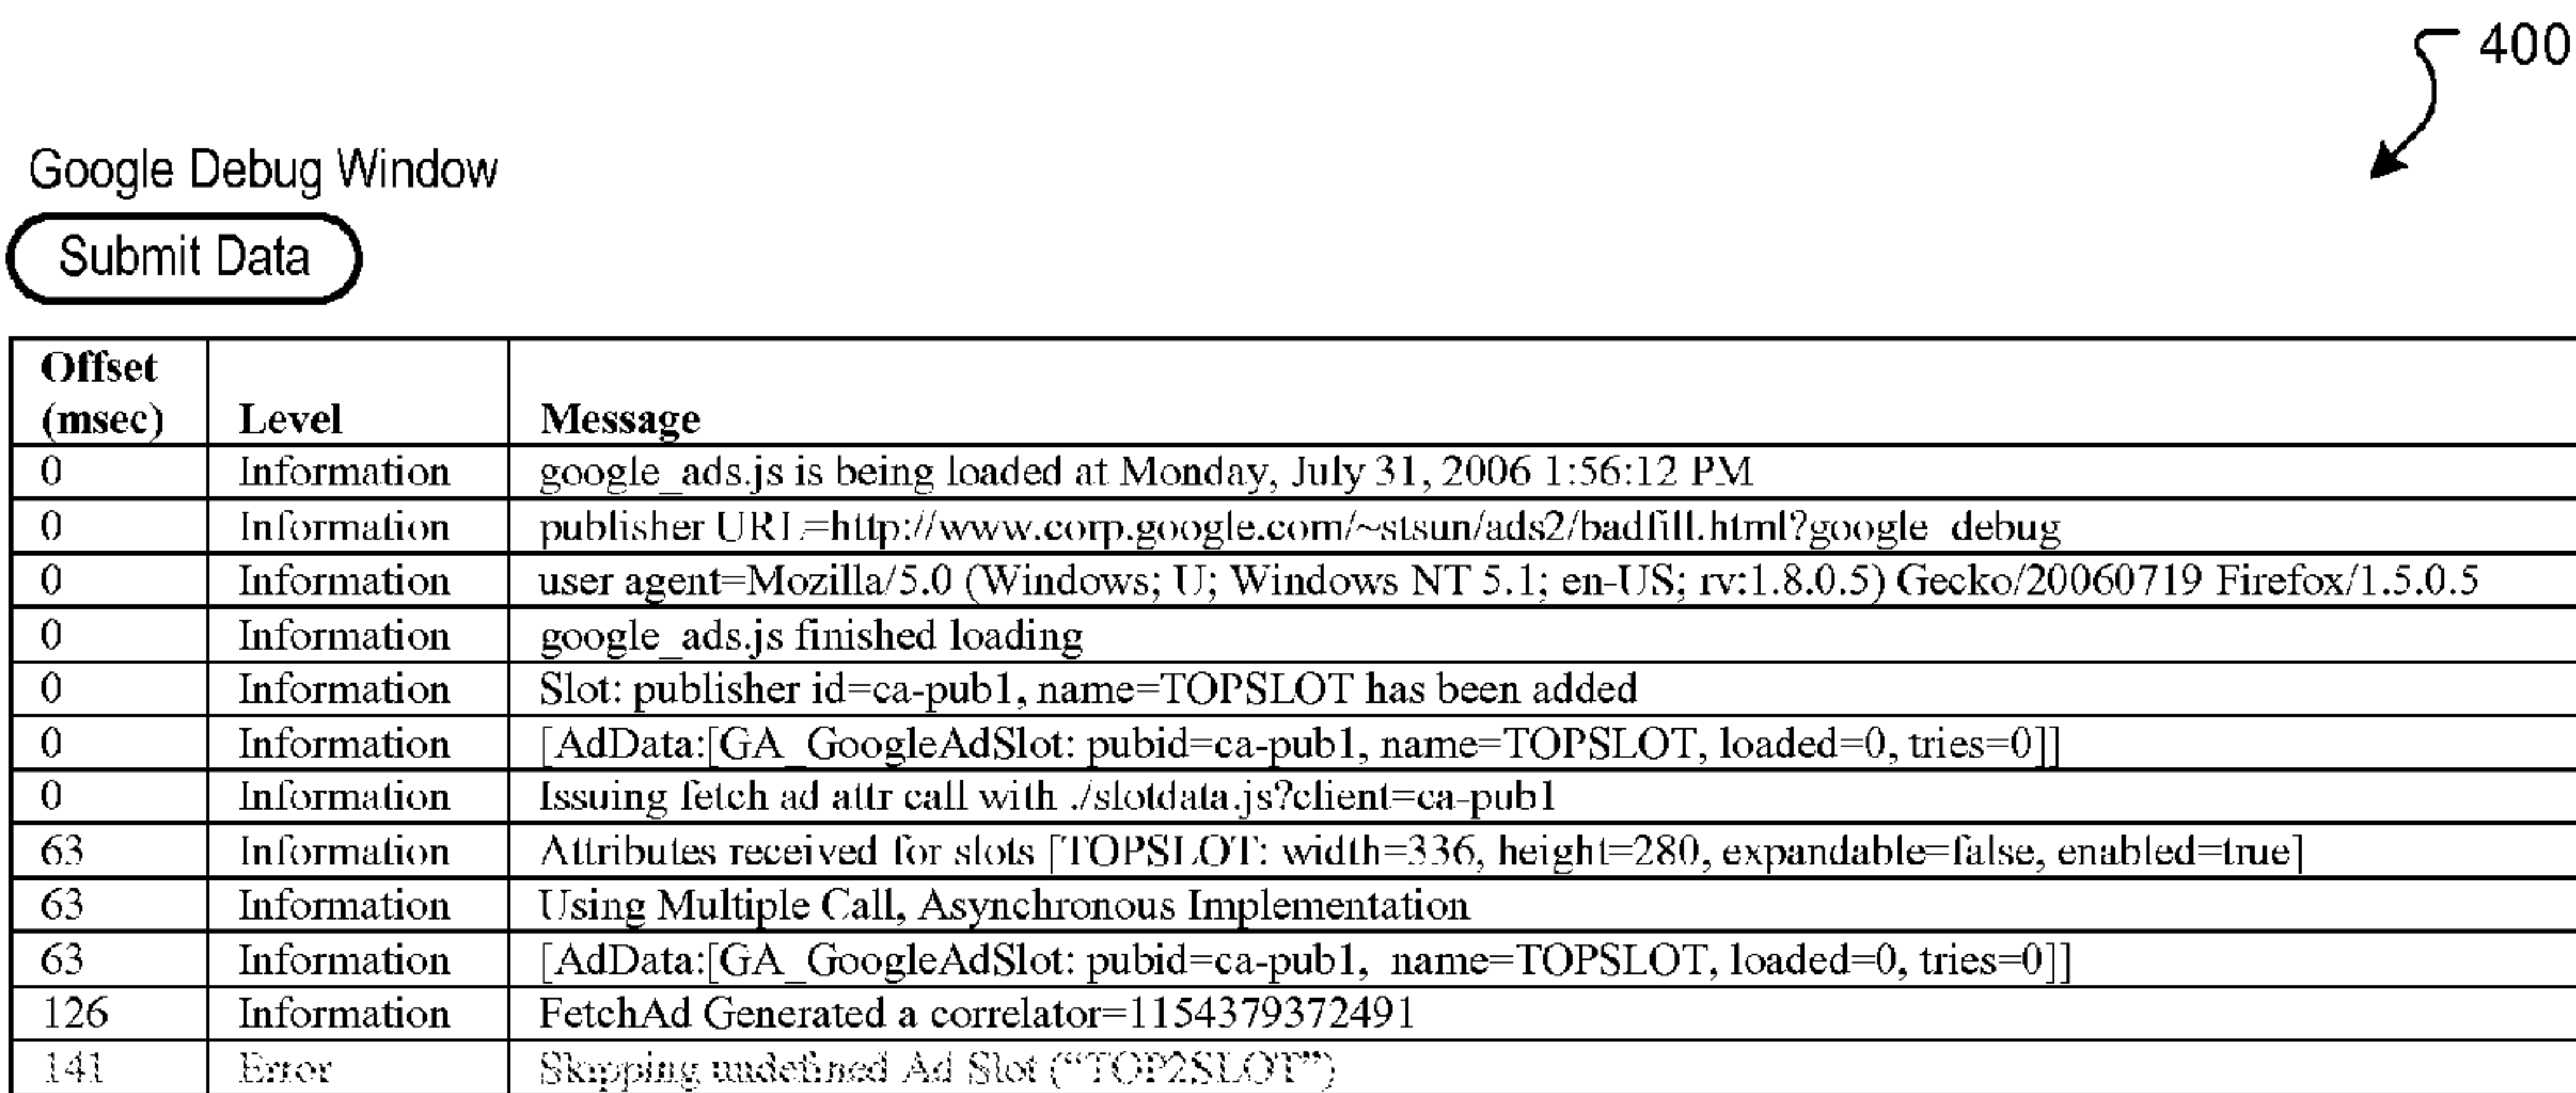 400
Google Debug Window
Submit Data
Offset
(msec) Level Message
0 Information google_ads.js is being loaded at Monday, July 31, 2006 1:56:12 PM
0 Information publisher URL=http://www.corp.google.com/~stsun/ads2/badfill.html?google_debug
0 Information user agent=Mozilla/5.0 (Windows; U; Windows NT 5.1; en-US; rv:1.8.0.5) Gecko/20060719 Firefox/1.5.0.5
0 Information google_ads.js finished loading
0 Information Slot: publisher id=ca-pub1, name=TOPSLOT has been added
0 Information [AdData:[GA_GoogleAdSlot: pubid=ca-pub1, name=TOPSLOT, loaded=0, tries=0]]
0 Information Issuing fetch ad attr call with ./slotdata.js?client=ca-pub1
63 Information Attributes received for slots [TOPSLOT: width=336, height=280, expandable=false, enabled=true]
63 Information Using Multiple Call, Asynchronous Implementation
63 Information [AdData:[GA_GoogleAdSlot: pubid=ca-pub1, name=TOPSLOT, loaded=0, tries=0]]
126 Information FetchAd Generated a correlator=1154379372491
141 Error Skipping undefined Ad Slot (“TOP2SLOT”)